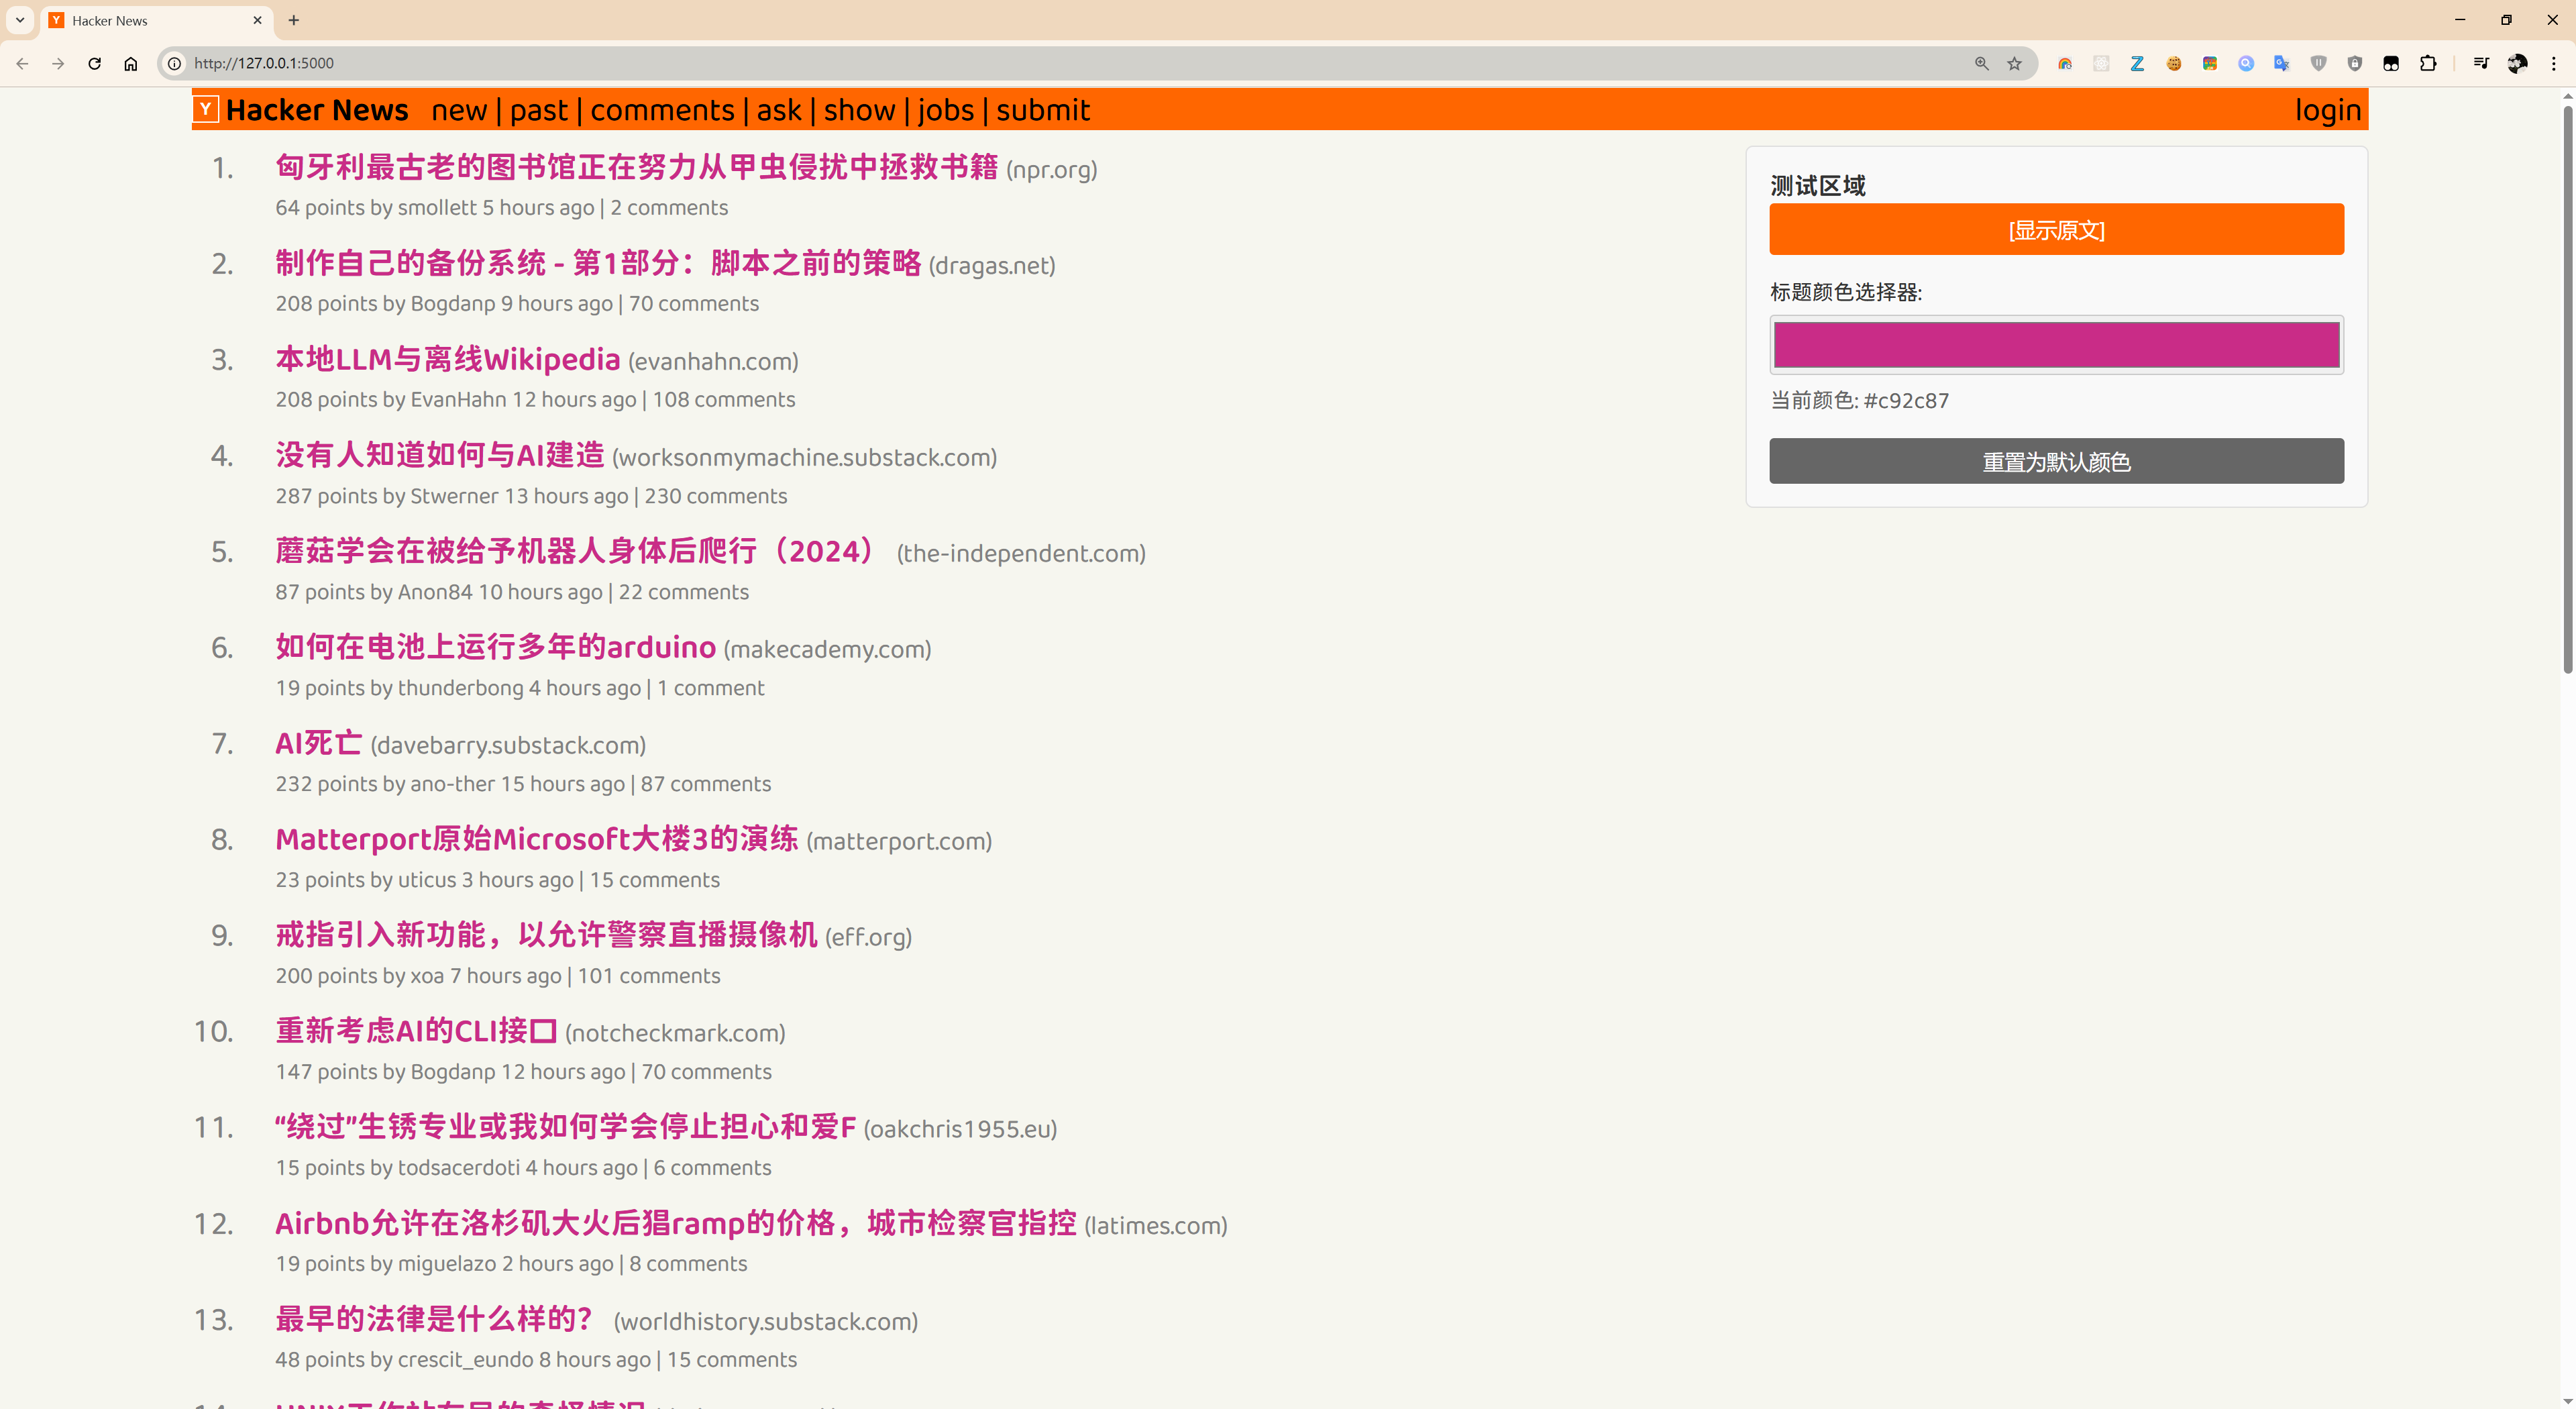 Hacker News
http://127.0.0.1:5000
Y Hacker News new | past | comments | ask | show | jobs | submit login
1. 匈牙利最古老的图书馆正在努力从甲虫侵扰中拯救书籍 (npr.org)
64 points by smollett 5 hours ago | 2 comments
2. 制作自己的备份系统 - 第1部分：脚本之前的策略 (dragas.net)
208 points by Bogdanp 9 hours ago | 70 comments
3. 本地LLM与离线Wikipedia (evanhahn.com)
208 points by EvanHahn 12 hours ago | 108 comments
4. 没有人知道如何与AI建造 (worksonmymachine.substack.com)
287 points by Stwerner 13 hours ago | 230 comments
5. 蘑菇学会在被给予机器人身体后爬行（2024） (the-independent.com)
87 points by Anon84 10 hours ago | 22 comments
6. 如何在电池上运行多年的arduino (makecademy.com)
19 points by thunderbong 4 hours ago | 1 comment
7. AI死亡 (davebarry.substack.com)
232 points by ano-ther 15 hours ago | 87 comments
8. Matterport原始Microsoft大楼3的演练 (matterport.com)
23 points by uticus 3 hours ago | 15 comments
9. 戒指引入新功能，以允许警察直播摄像机 (eff.org)
200 points by xoa 7 hours ago | 101 comments
10. 重新考虑AI的CLI接口 (notcheckmark.com)
147 points by Bogdanp 12 hours ago | 70 comments
11. “绕过”生锈专业或我如何学会停止担心和爱F (oakchris1955.eu)
15 points by todsacerdoti 4 hours ago | 6 comments
12. Airbnb允许在洛杉矶大火后猖ramp的价格，城市检察官指控 (latimes.com)
19 points by miguelazo 2 hours ago | 8 comments
13. 最早的法律是什么样的？ (worldhistory.substack.com)
48 points by crescit_eundo 8 hours ago | 15 comments
测试区域
[显示原文]
标题颜色选择器:
当前颜色: #c92c87
重置为默认颜色